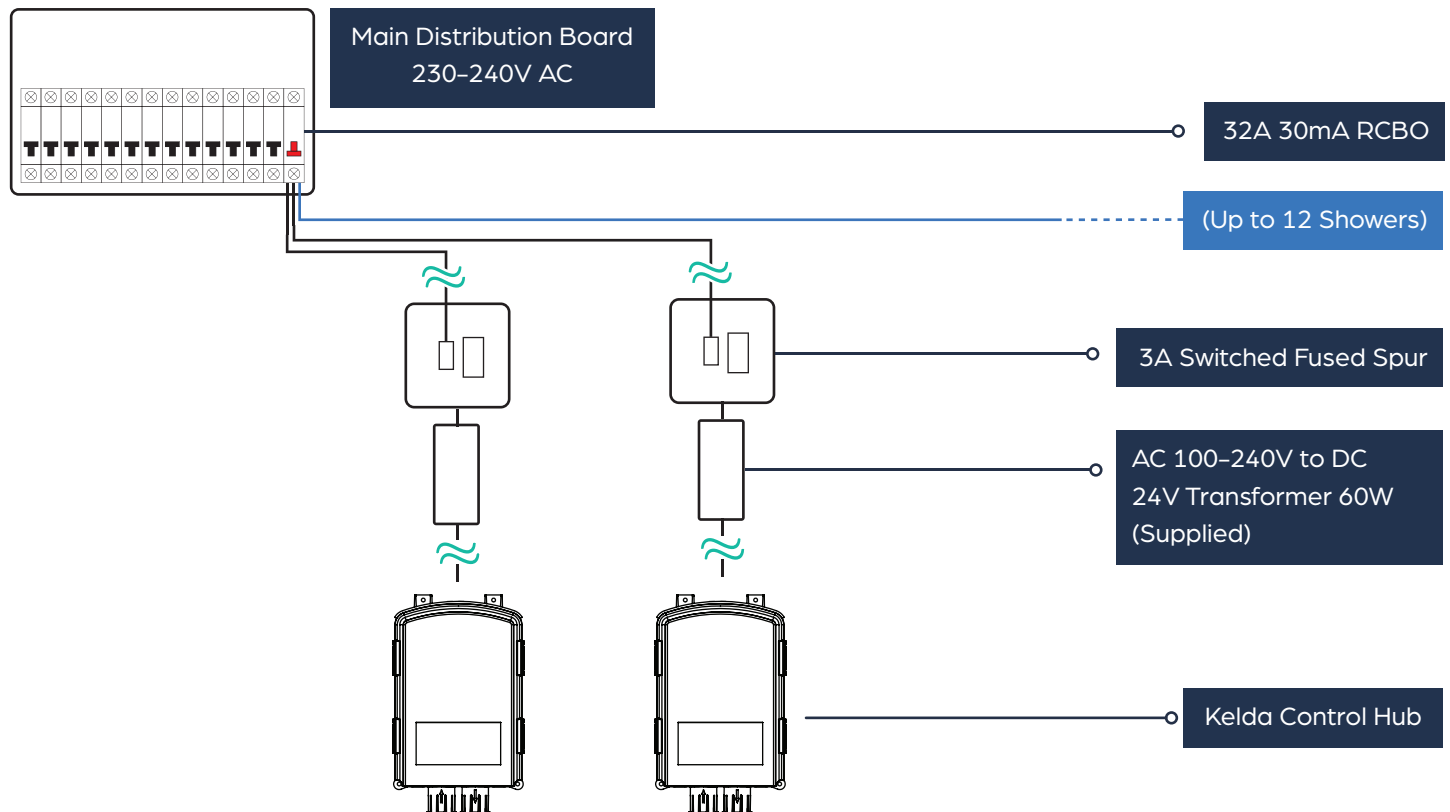 Main Distribution Board
230-240V AC
32A 30mA RCBO
(Up to 12 Showers)
3A Switched Fused Spur
AC 100-240V to DC
24V Transformer 60W
(Supplied)
Kelda Control Hub